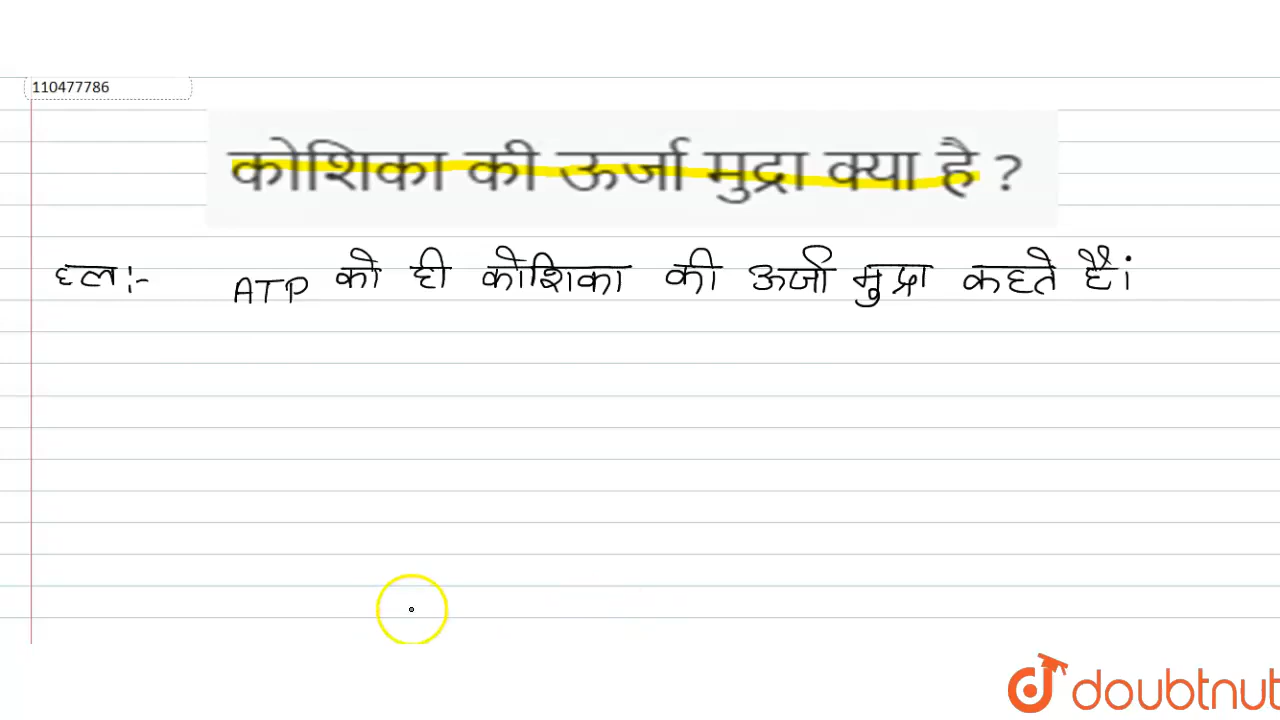 110477786
कोशिका की ऊर्जा मुद्रा क्या है ?
हल:- ATP को ही कोशिका की ऊर्जा मुद्रा कहते हैं।
doubtnut